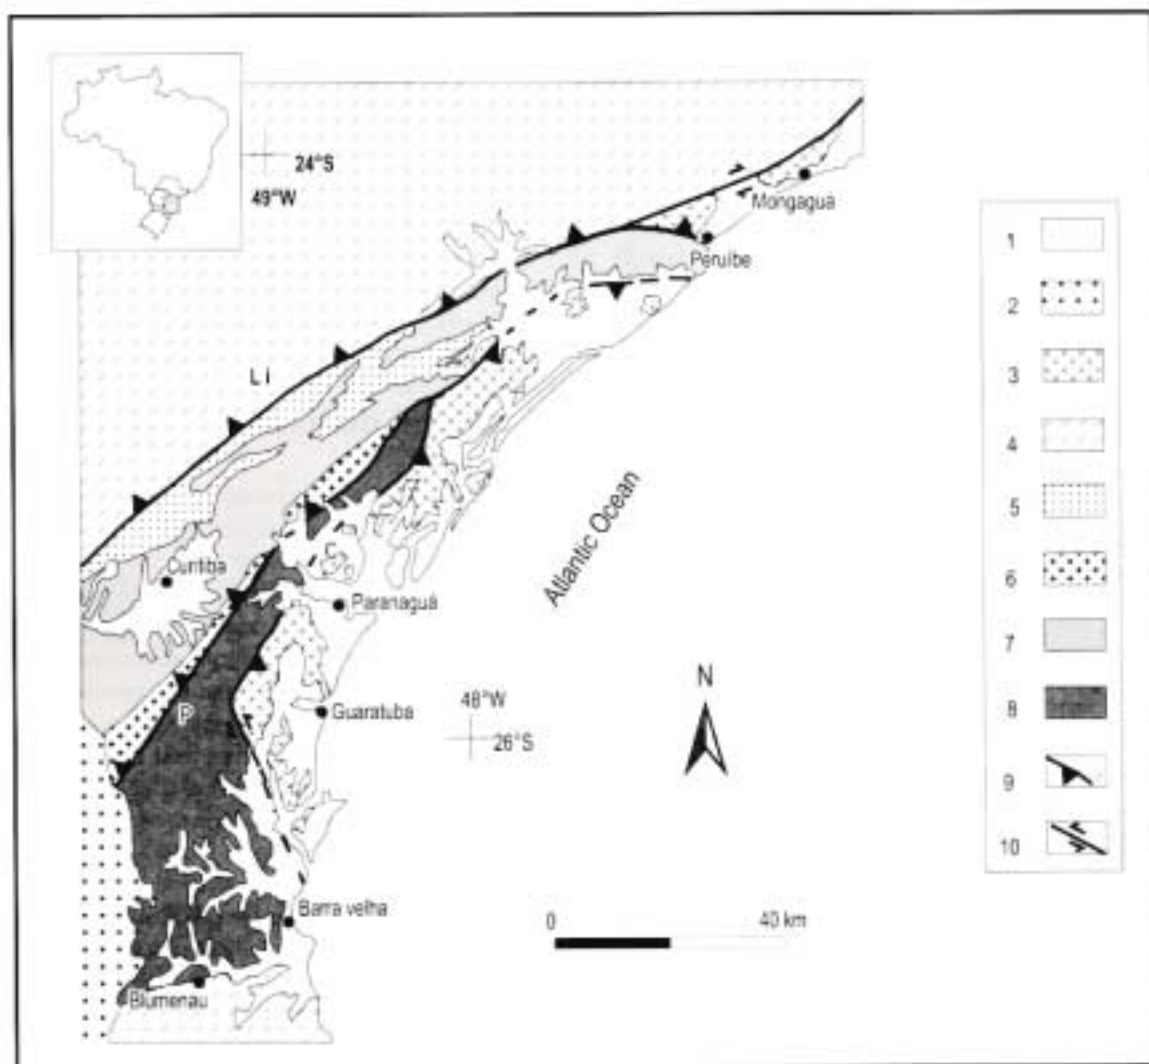 24°S
49°W
Mongaguá
Peruíbe
Li
Curitiba
C
Paranaguá
Atlantic Ocean
P
Guaratuba
48°W
26°S
N
Barra velha
0 40 km
Blumenau
1
2
3
4
5
6
7
8
9
10